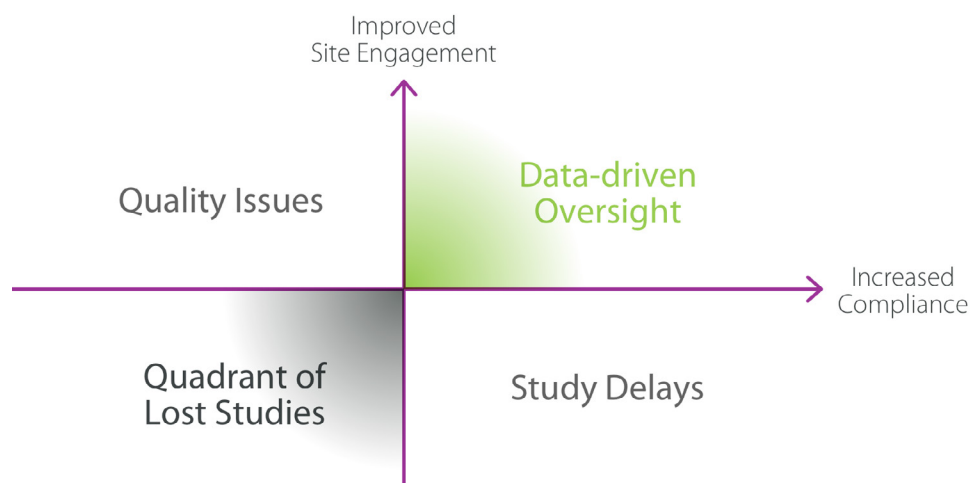 Improved
Site Engagement
Quality Issues
Data-driven
Oversight
Increased
Compliance
Quadrant of
Lost Studies
Study Delays